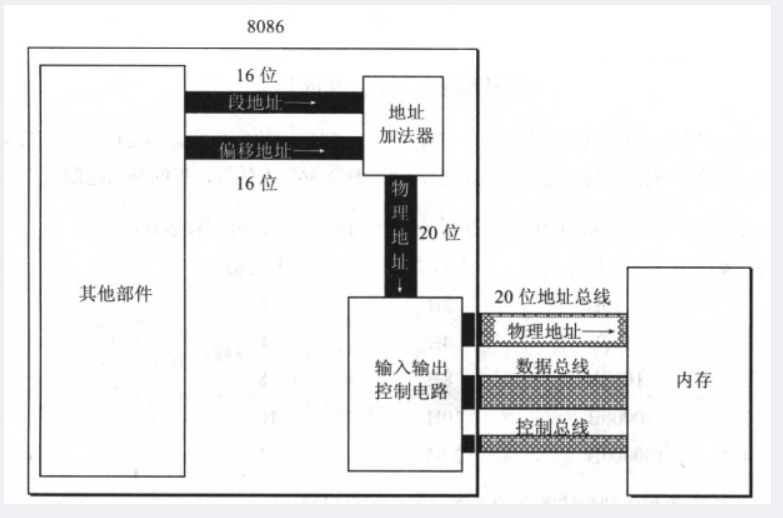 8086
16 位
段地址
地址
加法器
偏移地址
16 位
物
理
地
址
20 位
其他部件
20 位地址总线
物理地址
输入输出
控制电路
数据总线
内存
控制总线